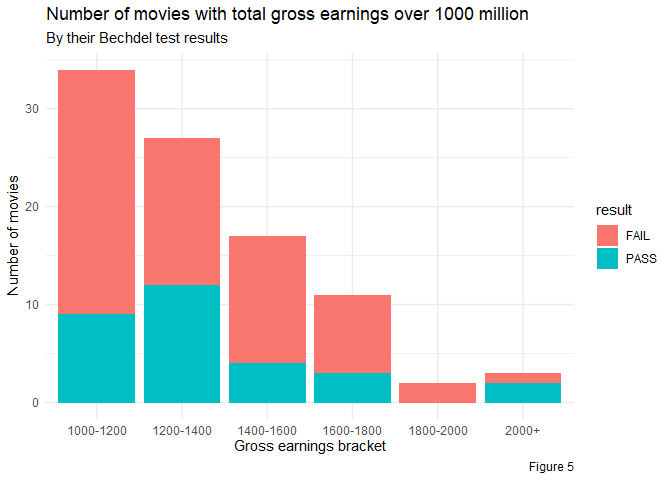 Number of movies with total gross earnings over 1000 million
By their Bechdel test results
Number of movies
30
20
10
0
1000-1200
1200-1400
1400-1600
1600-1800
1800-2000
2000+
Gross earnings bracket
result
FAIL
PASS
Figure 5